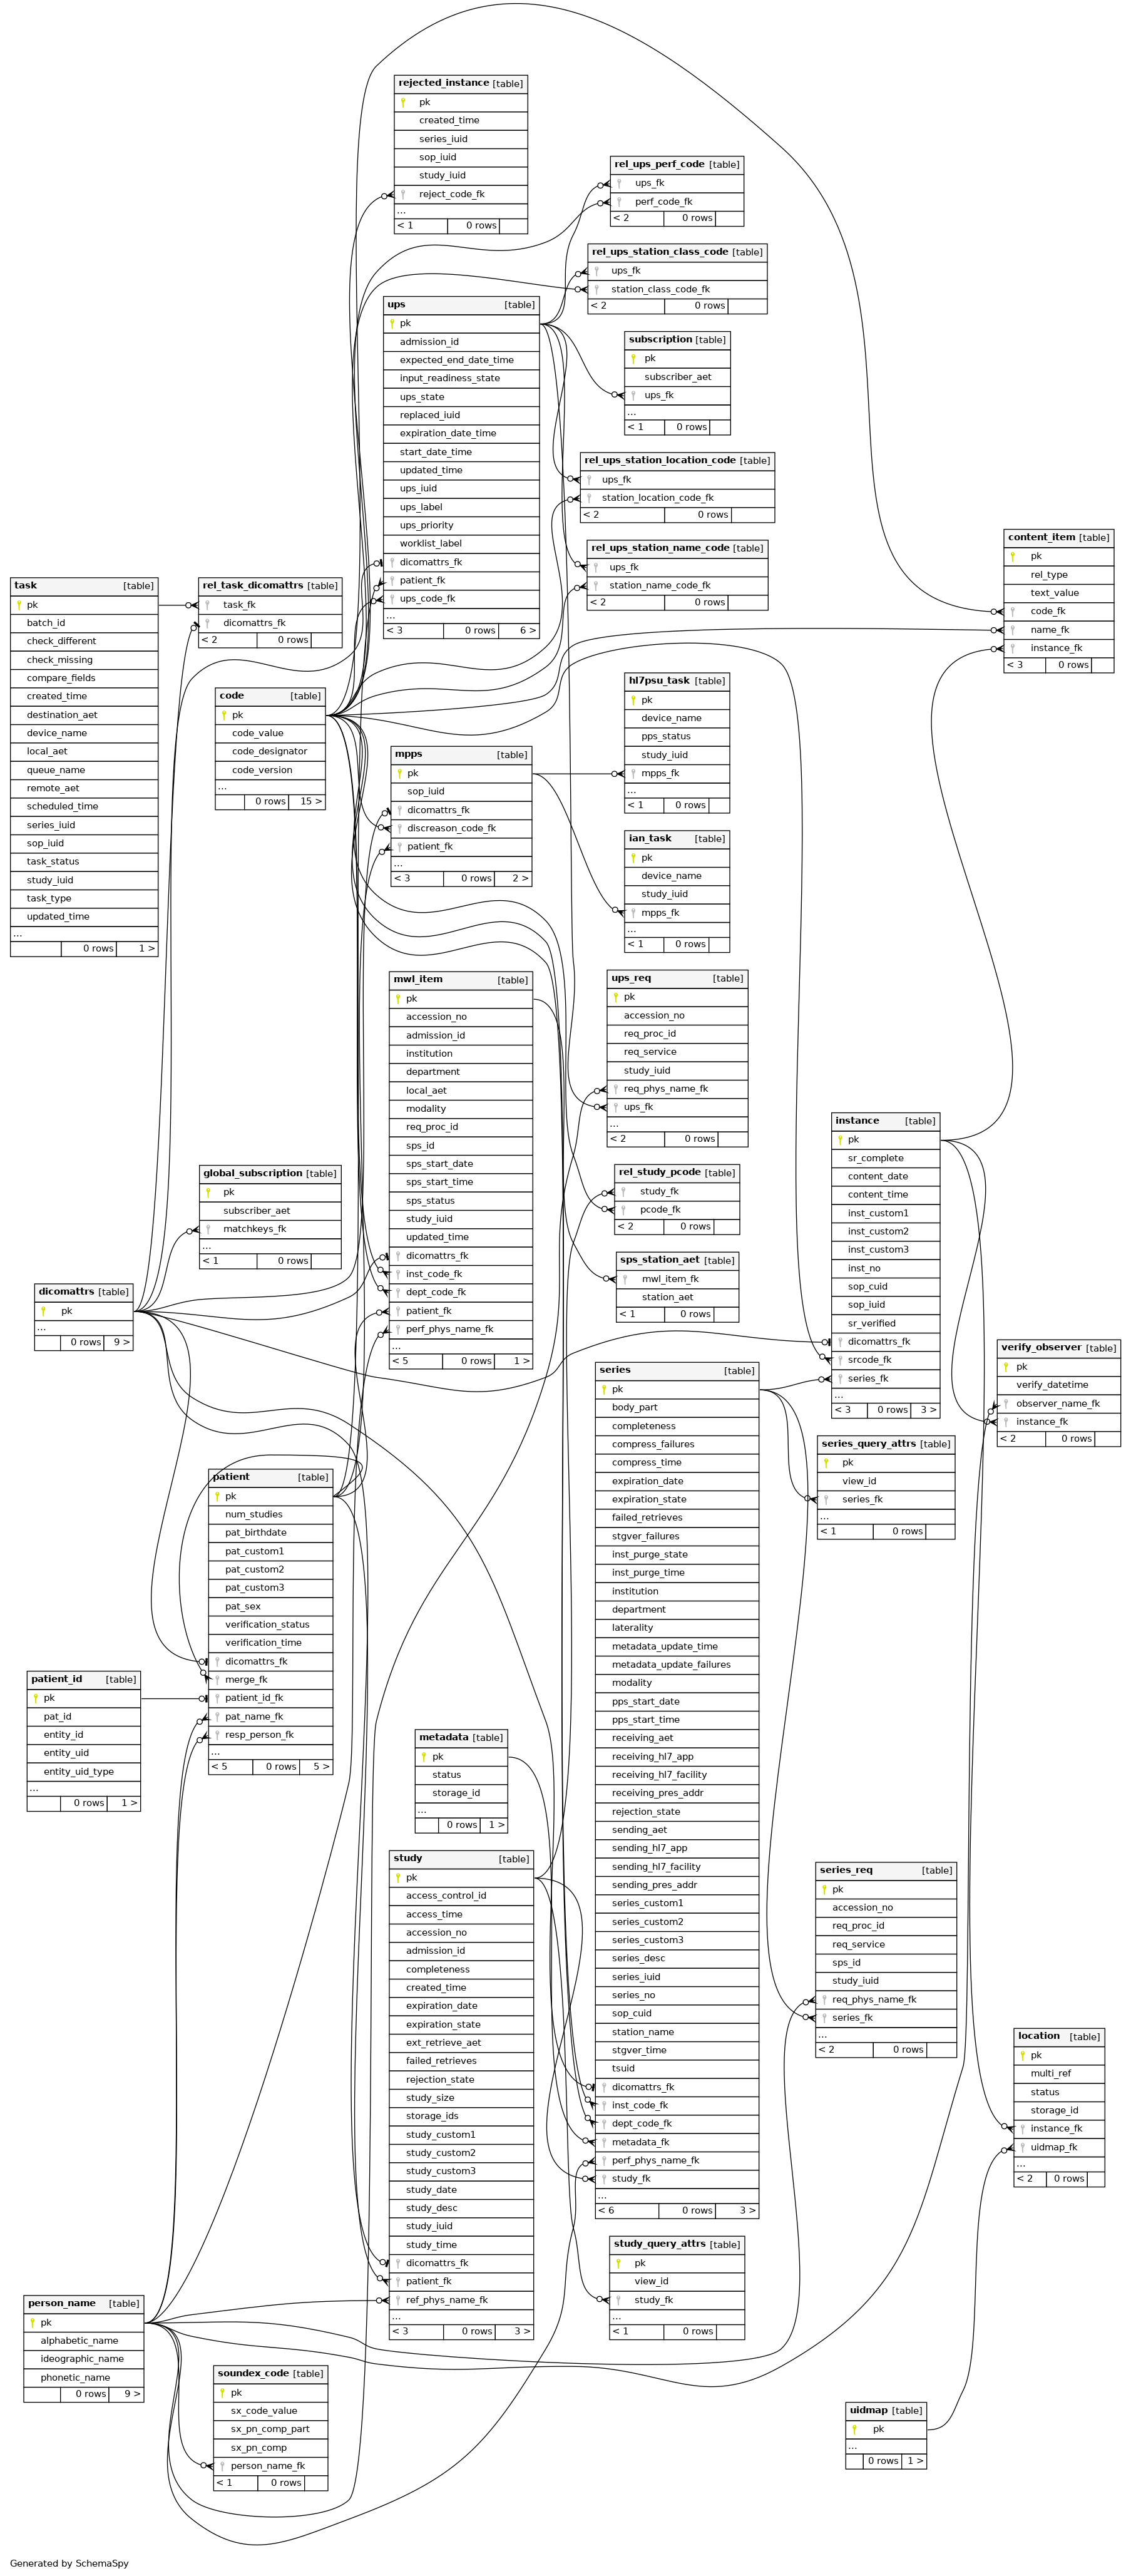 rejected_instance [table]
pk
created_time
series_iuid
sop_iuid
study_iuid
reject_code_fk
...
< 1 0 rows
rel_ups_perf_code [table]
ups_fk
perf_code_fk
< 2 0 rows
rel_ups_station_class_code [table]
ups_fk
station_class_code_fk
< 2 0 rows
ups [table]
pk
admission_id
expected_end_date_time
input_readiness_state
ups_state
replaced_iuid
expiration_date_time
start_date_time
updated_time
ups_iuid
ups_label
ups_priority
worklist_label
dicomattrs_fk
patient_fk
ups_code_fk
...
< 3 0 rows 6 >
subscription [table]
pk
subscriber_aet
ups_fk
...
< 1 0 rows
rel_ups_station_location_code [table]
ups_fk
station_location_code_fk
< 2 0 rows
rel_ups_station_name_code [table]
ups_fk
station_name_code_fk
< 2 0 rows
content_item [table]
pk
rel_type
text_value
code_fk
name_fk
instance_fk
< 3 0 rows
task [table]
pk
batch_id
check_different
check_missing
compare_fields
created_time
destination_aet
device_name
local_aet
queue_name
remote_aet
scheduled_time
series_iuid
sop_iuid
task_status
study_iuid
task_type
updated_time
...
0 rows 1 >
rel_task_dicomattrs [table]
task_fk
dicomattrs_fk
< 2 0 rows
code [table]
pk
code_value
code_designator
code_version
...
0 rows 15 >
hl7psu_task [table]
pk
device_name
pps_status
study_iuid
mpps_fk
...
< 1 0 rows
mpps [table]
pk
sop_iuid
dicomattrs_fk
discreason_code_fk
patient_fk
...
< 3 0 rows 2 >
ian_task [table]
pk
device_name
study_iuid
mpps_fk
...
< 1 0 rows
mwl_item [table]
pk
accession_no
admission_id
institution
department
local_aet
modality
req_proc_id
sps_id
sps_start_date
sps_start_time
sps_status
study_iuid
updated_time
dicomattrs_fk
inst_code_fk
dept_code_fk
patient_fk
perf_phys_name_fk
...
< 5 0 rows 1 >
ups_req [table]
pk
accession_no
req_proc_id
req_service
study_iuid
req_phys_name_fk
ups_fk
...
< 2 0 rows
instance [table]
pk
sr_complete
content_date
content_time
inst_custom1
inst_custom2
inst_custom3
inst_no
sop_cuid
sop_iuid
sr_verified
dicomattrs_fk
srcode_fk
series_fk
...
< 3 0 rows 3 >
global_subscription [table]
pk
subscriber_aet
matchkeys_fk
...
< 1 0 rows
rel_study_pcode [table]
study_fk
pcode_fk
< 2 0 rows
sps_station_aet [table]
mwl_item_fk
station_aet
< 1 0 rows
dicomattrs [table]
pk
...
0 rows 9 >
verify_observer [table]
pk
verify_datetime
observer_name_fk
instance_fk
< 2 0 rows
series [table]
pk
body_part
completeness
compress_failures
compress_time
expiration_date
expiration_state
failed_retrieves
stgver_failures
inst_purge_state
inst_purge_time
institution
department
laterality
metadata_update_time
metadata_update_failures
modality
pps_start_date
pps_start_time
receiving_aet
receiving_hl7_app
receiving_hl7_facility
receiving_pres_addr
rejection_state
sending_aet
sending_hl7_app
sending_hl7_facility
sending_pres_addr
series_custom1
series_custom2
series_custom3
series_desc
series_iuid
series_no
sop_cuid
station_name
stgver_time
tsuid
dicomattrs_fk
inst_code_fk
dept_code_fk
metadata_fk
perf_phys_name_fk
study_fk
...
< 6 0 rows 3 >
series_query_attrs [table]
pk
view_id
series_fk
...
< 1 0 rows
patient [table]
pk
num_studies
pat_birthdate
pat_custom1
pat_custom2
pat_custom3
pat_sex
verification_status
verification_time
dicomattrs_fk
merge_fk
patient_id_fk
pat_name_fk
resp_person_fk
...
< 5 0 rows 5 >
patient_id [table]
pk
pat_id
entity_id
entity_uid
entity_uid_type
...
0 rows 1 >
metadata [table]
pk
status
storage_id
...
0 rows 1 >
study [table]
pk
access_control_id
access_time
accession_no
admission_id
completeness
created_time
expiration_date
expiration_state
ext_retrieve_aet
failed_retrieves
rejection_state
study_size
storage_ids
study_custom1
study_custom2
study_custom3
study_date
study_desc
study_iuid
study_time
dicomattrs_fk
patient_fk
ref_phys_name_fk
...
< 3 0 rows 3 >
series_req [table]
pk
accession_no
req_proc_id
req_service
sps_id
study_iuid
req_phys_name_fk
series_fk
...
< 2 0 rows
location [table]
pk
multi_ref
status
storage_id
instance_fk
uidmap_fk
...
< 2 0 rows
study_query_attrs [table]
pk
view_id
study_fk
...
< 1 0 rows
person_name [table]
pk
alphabetic_name
ideographic_name
phonetic_name
0 rows 9 >
soundex_code [table]
pk
sx_code_value
sx_pn_comp_part
sx_pn_comp
person_name_fk
< 1 0 rows
uidmap [table]
pk
...
0 rows 1 >
Generated by SchemaSpy